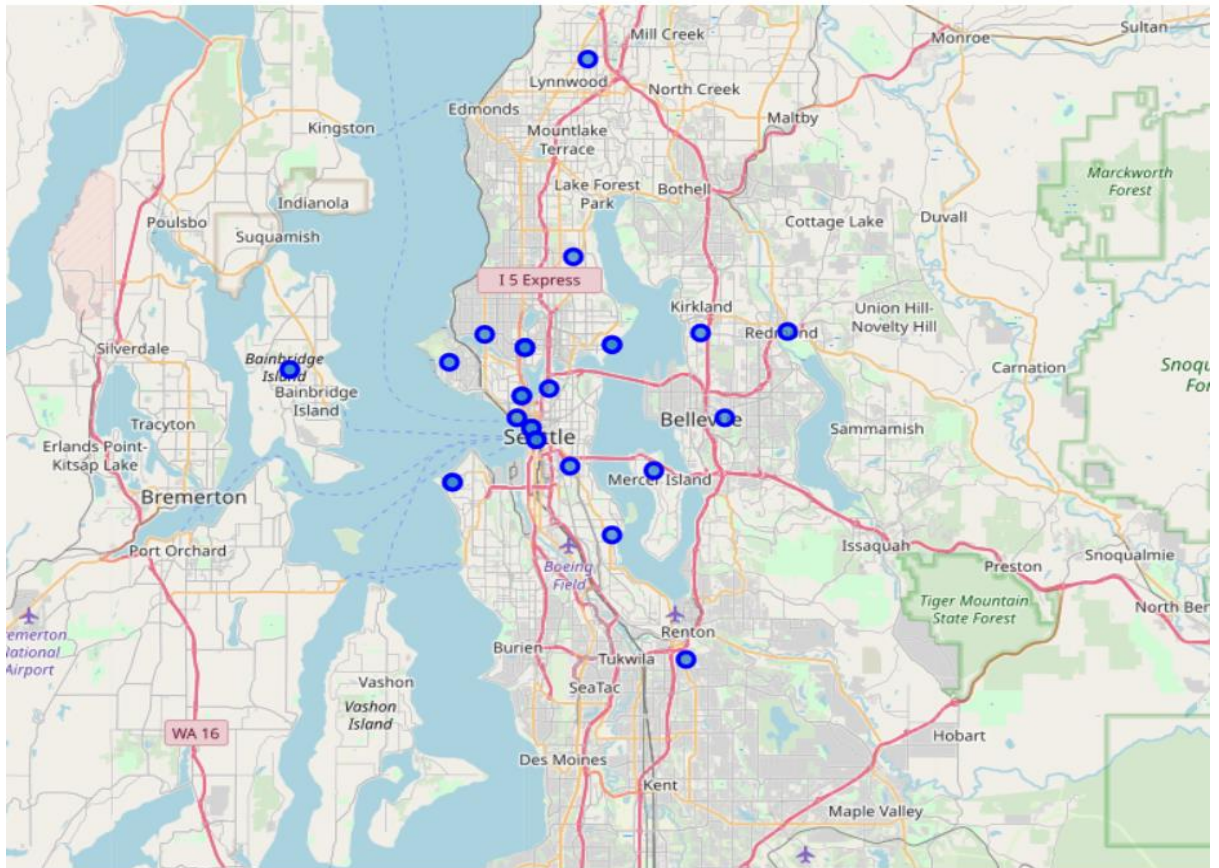 Sultan
Monroe
Mill Creek
Lynnwood
North Creek
Edmonds
Maltby
Kingston
Mountlake
Terrace
Marckworth
Forest
Lake Forest
Park
Bothell
Indianola
Poulsbo
Suquamish
Cottage Lake
Duvall
I 5 Express
Kirkland
Union Hill-
Novelty Hill
Silverdale
Bainbridge
Island
Bainbridge
Island
Carnation
Tracyton
Erlands Point-
Kitsap Lake
Sammamish
Mercer Island
Bremerton
Port Orchard
Issaquah
Snoqualmie
Preston
Boeing
Field
Tiger Mountain
State Forest
National
Airport
Renton
Burien
Tukwila
SeaTac
Vashon
Vashon
Island
WA 16
Hobart
Des Moines
Kent
Maple Valley